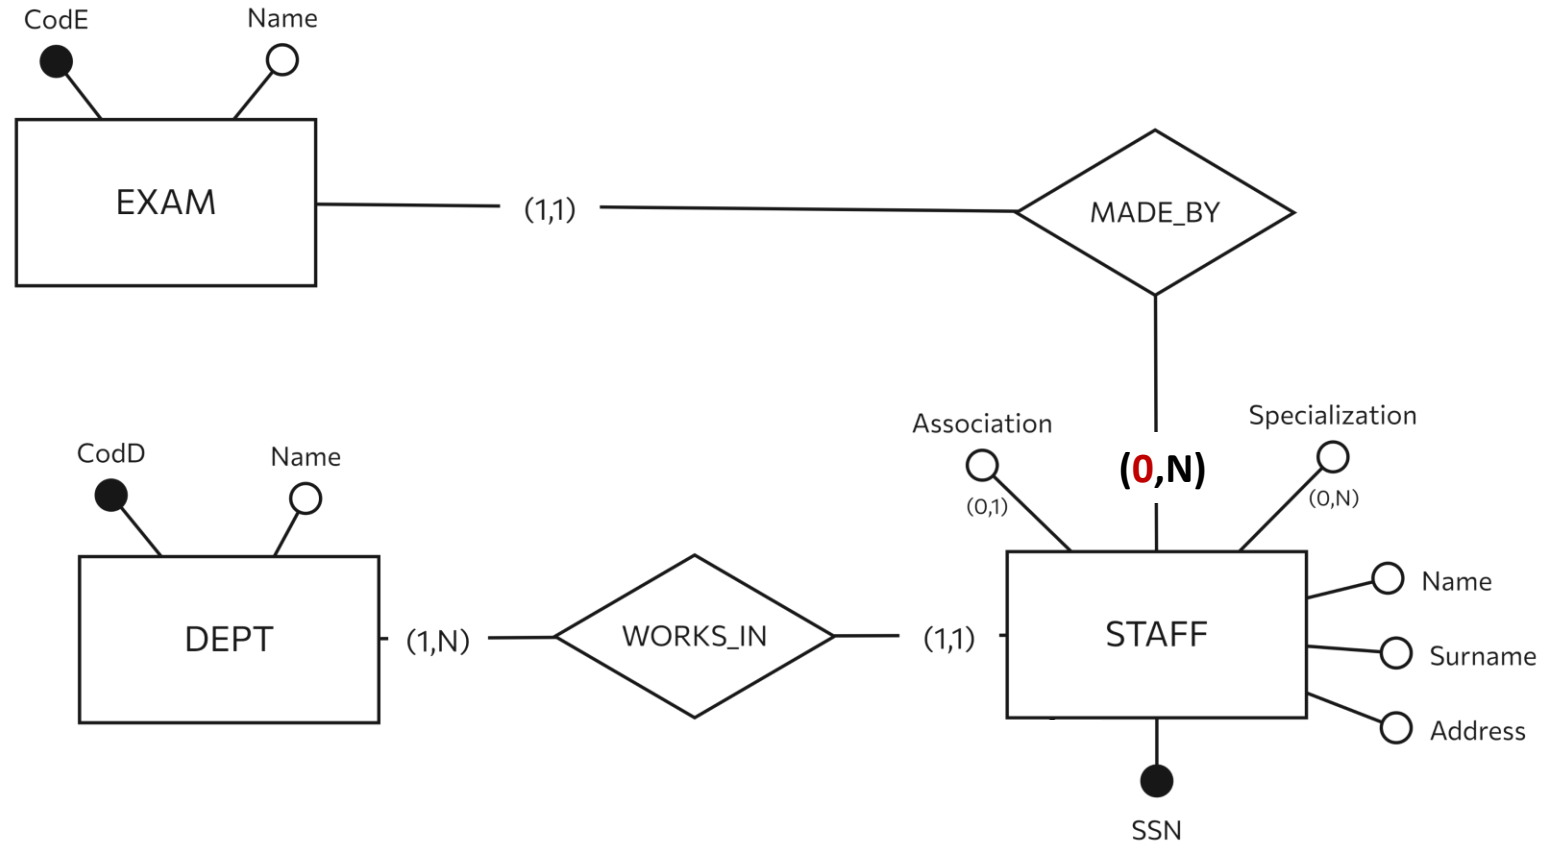 CodE
Name
EXAM
(1,1)
MADE_BY
Association
(0,1)
(0,N)
Specialization
(0,N)
CodD
Name
DEPT
(1,N)
WORKS_IN
(1,1)
STAFF
Name
Surname
Address
SSN